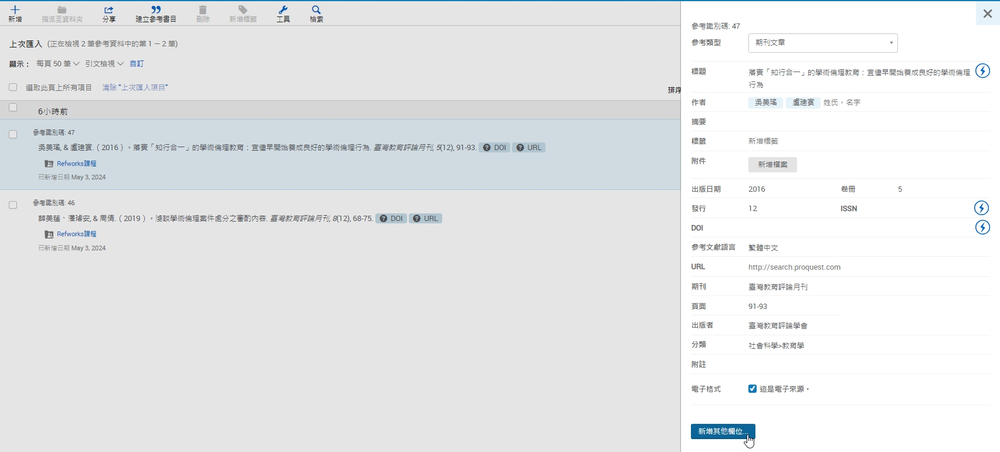 新增
指派至資料夾
分享
建立參考書目
刪除
新增標籤
工具
檢索
上次匯入 (正在檢視 2 筆參考資料中的第 1 － 2 筆)
顯示： 每頁 50 筆 引文檢視 自訂
選取此頁上所有項目 清除 "上次匯入項目"
排序
6小時前
參考識別碼: 47
吳美瑤, & 盧建賓.（2016）。落實「知行合一」的學術倫理教育：宜儘早開始養成良好的學術倫理行為. 臺灣教育評論月刊, 5(12), 91-93. DOI URL
Refworks課程
已新增日期 May 3, 2024
參考識別碼: 46
薛美蓮、潘璿安, & 周倩.（2019）。淺談學術倫理案件處分之審酌內容. 臺灣教育評論月刊, 8(12), 68-75. DOI URL
Refworks課程
已新增日期 May 3, 2024
參考識別碼: 47
參考類型 期刊文章
標題 落實「知行合一」的學術倫理教育：宜儘早開始養成良好的學術倫理
行為
作者 吳美瑤 盧建賓 姓氏，名字
摘要
標籤 新增標籤
附件 新增檔案
出版日期 2016 卷冊 5
發行 12 ISSN
DOI
參考文獻語言 繁體中文
URL http://search.proquest.com
期刊 臺灣教育評論月刊
頁面 91-93
出版者 臺灣教育評論學會
分類 社會科學>教育學
附註
電子格式 這是電子來源。
新增其他欄位...